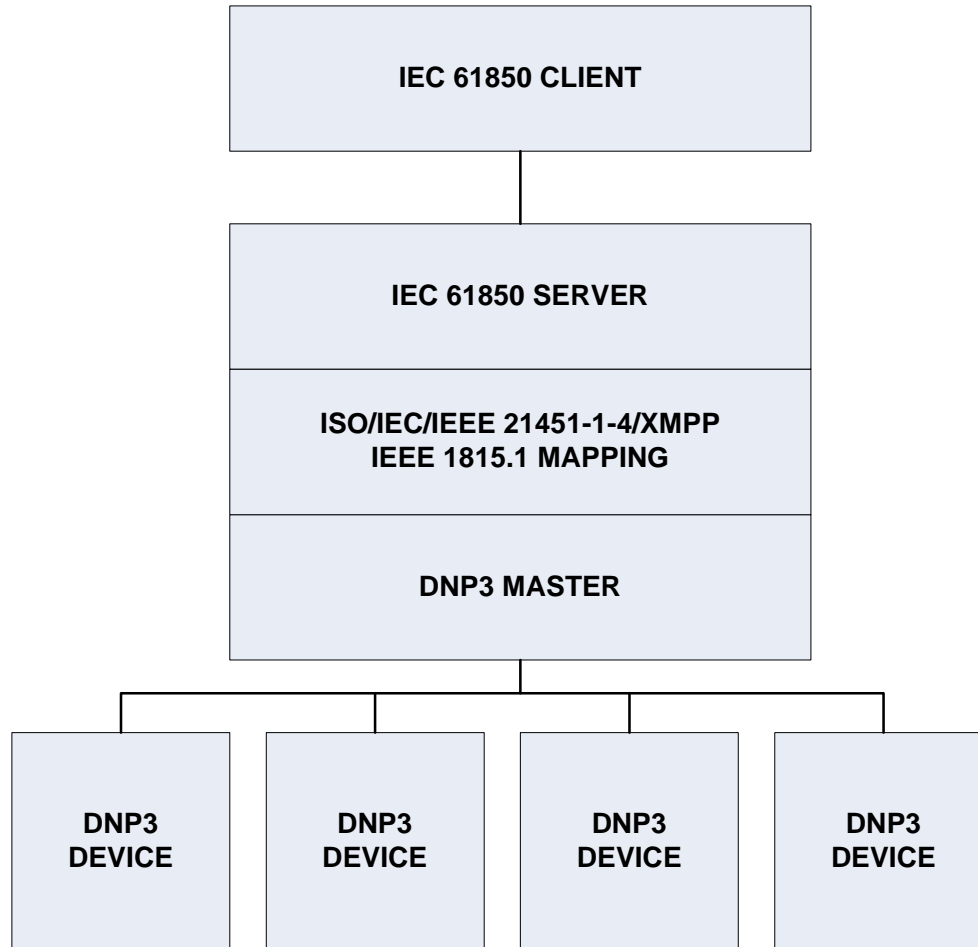 IEC 61850 CLIENT
IEC 61850 SERVER
ISO/IEC/IEEE 21451-1-4/XMPP
IEEE 1815.1 MAPPING
DNP3 MASTER
DNP3
DEVICE
DNP3
DEVICE
DNP3
DEVICE
DNP3
DEVICE